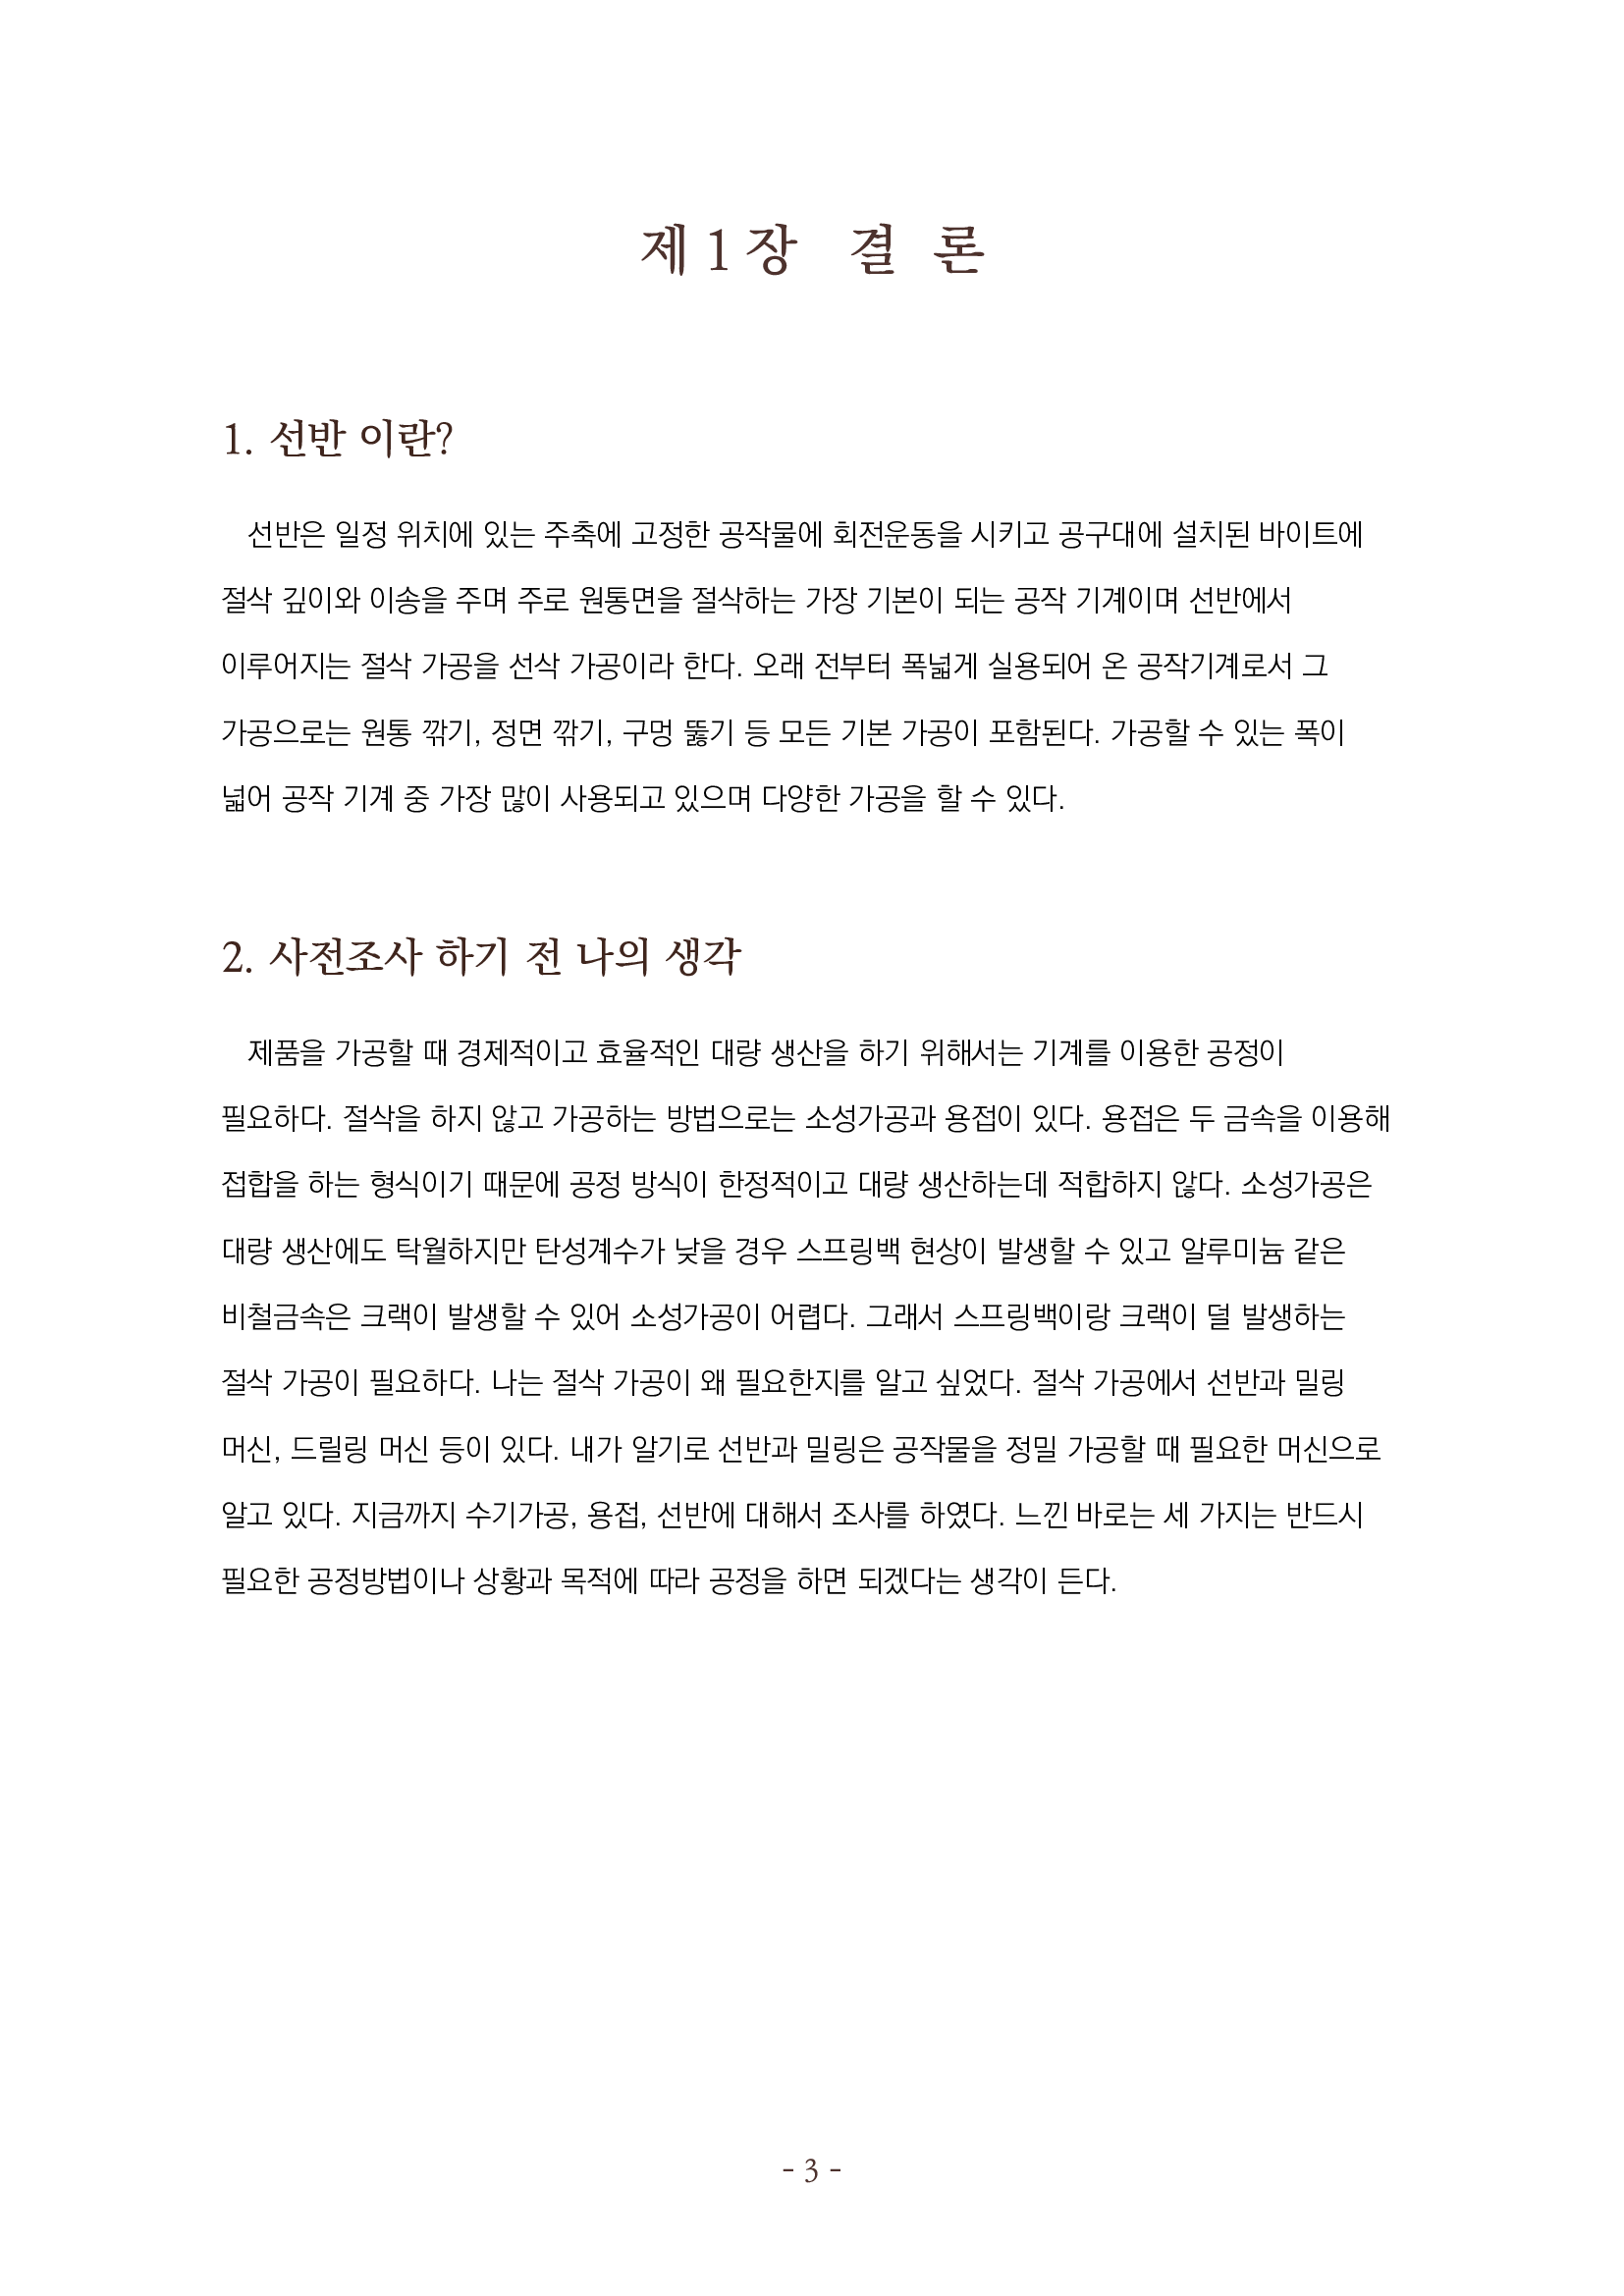 제1장 결 론
1. 선반 이란?
선반은 일정 위치에 있는 주축에 고정한 공작물에 회전운동을 시키고 공구대에 설치된 바이트에
절삭 깊이와 이송을 주며 주로 원통면을 절삭하는 가장 기본이 되는 공작 기계이며 선반에서
이루어지는 절삭 가공을 선삭 가공이라 한다. 오래 전부터 폭넓게 실용되어 온 공작기계로서 그
가공으로는 원통 깎기, 정면 깎기, 구멍 뚫기 등 모든 기본 가공이 포함된다. 가공할 수 있는 폭이
넓어 공작 기계 중 가장 많이 사용되고 있으며 다양한 가공을 할 수 있다.
2. 사전조사 하기 전 나의 생각
제품을 가공할 때 경제적이고 효율적인 대량 생산을 하기 위해서는 기계를 이용한 공정이
필요하다. 절삭을 하지 않고 가공하는 방법으로는 소성가공과 용접이 있다. 용접은 두 금속을 이용해
접합을 하는 형식이기 때문에 공정 방식이 한정적이고 대량 생산하는데 적합하지 않다. 소성가공은
대량 생산에도 탁월하지만 탄성계수가 낮을 경우 스프링백 현상이 발생할 수 있고 알루미늄 같은
비철금속은 크랙이 발생할 수 있어 소성가공이 어렵다. 그래서 스프링백이랑 크랙이 덜 발생하는
절삭 가공이 필요하다. 나는 절삭 가공이 왜 필요한지를 알고 싶었다. 절삭 가공에서 선반과 밀링
머신, 드릴링 머신 등이 있다. 내가 알기로 선반과 밀링은 공작물을 정밀 가공할 때 필요한 머신으로
알고 있다. 지금까지 수기가공, 용접, 선반에 대해서 조사를 하였다. 느낀 바로는 세 가지는 반드시
필요한 공정방법이나 상황과 목적에 따라 공정을 하면 되겠다는 생각이 든다.
- 3 -